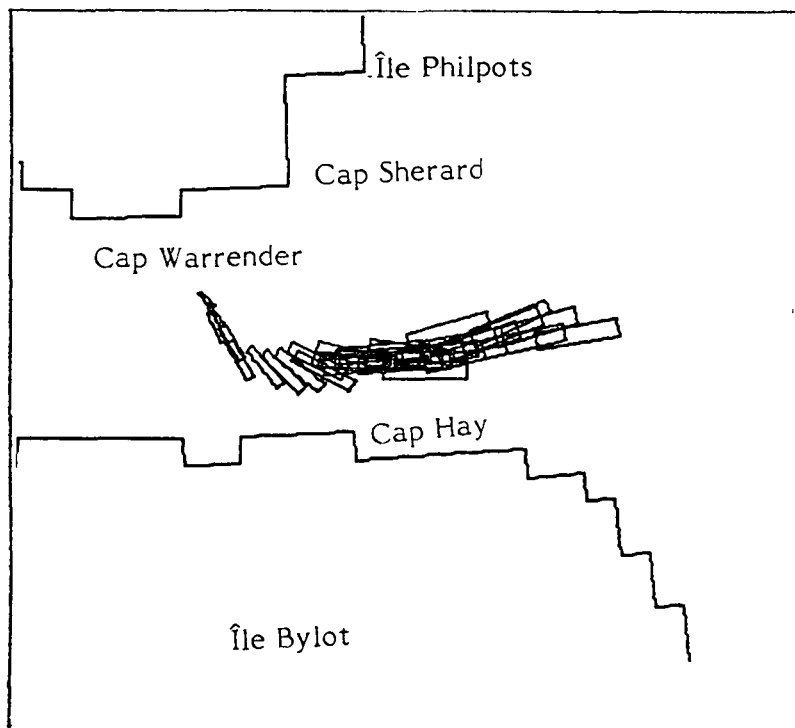 Île Philpots
Cap Sherard
Cap Warrender
Cap Hay
Île Bylot